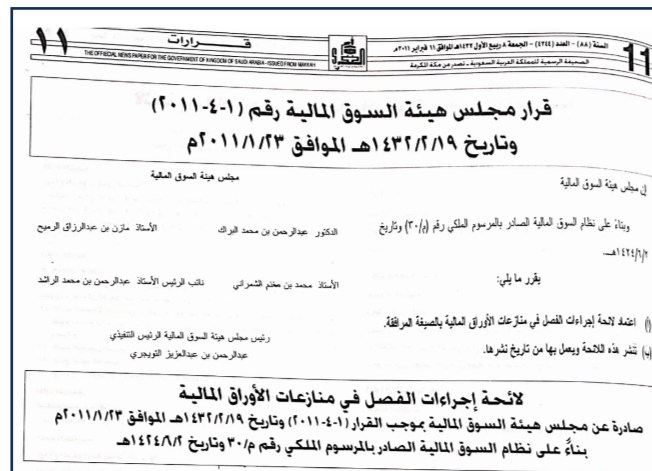 ١١
قـــرارات
THE OFFICIAL NEWS PAPER FOR THE GOVERNMENT OF KINGDOM OF SAUDI ARABIA - ISSUED FROM MAKKAH
السنة (٨٨) - العدد (٤٣٤٤) - الجمعة ٨ ربيع الأول ١٤٣٢هـ الموافق ١١ فبراير ٢٠١١م
الصحيفة الرسمية للمملكة العربية السعودية - تصدر من مكة المكرمة
11
قرار مجلس هيئة السوق المالية رقم (١-٤-٢٠١١)
وتاريخ ١٤٣٢/٢/١٩هـ الموافق ٢٠١١/١/٢٣م
إن مجلس هيئة السوق المالية
وبناءً على نظام السوق المالية الصادر بالمرسوم الملكي رقم (م/٣٠) وتاريخ
١٤٢٤/٦/٢هـ.
يقرر ما يلي:
(أ) اعتماد لائحة إجراءات الفصل في منازعات الأوراق المالية بالصيغة المرافقة.
(ب) تنشر هذه اللائحة ويعمل بها من تاريخ نشرها.
مجلس هيئة السوق المالية
الدكتور عبدالرحمن بن محمد البراك
الأستاذ مازن بن عبدالرزاق الرميح
الأستاذ محمد بن مغنم الشمراني
نائب الرئيس الأستاذ عبدالرحمن بن محمد الراشد
رئيس مجلس هيئة السوق المالية الرئيس التنفيذي
عبدالرحمن بن عبدالعزيز التويجري
لائحة إجراءات الفصل في منازعات الأوراق المالية
صادرة عن مجلس هيئة السوق المالية بموجب القرار (١-٤-٢٠١١) وتاريخ ١٤٣٢/٢/١٩هـ الموافق ٢٠١١/١/٢٣م
بناءً على نظام السوق المالية الصادر بالمرسوم الملكي رقم م/٣٠ وتاريخ ١٤٢٤/٦/٢هـ